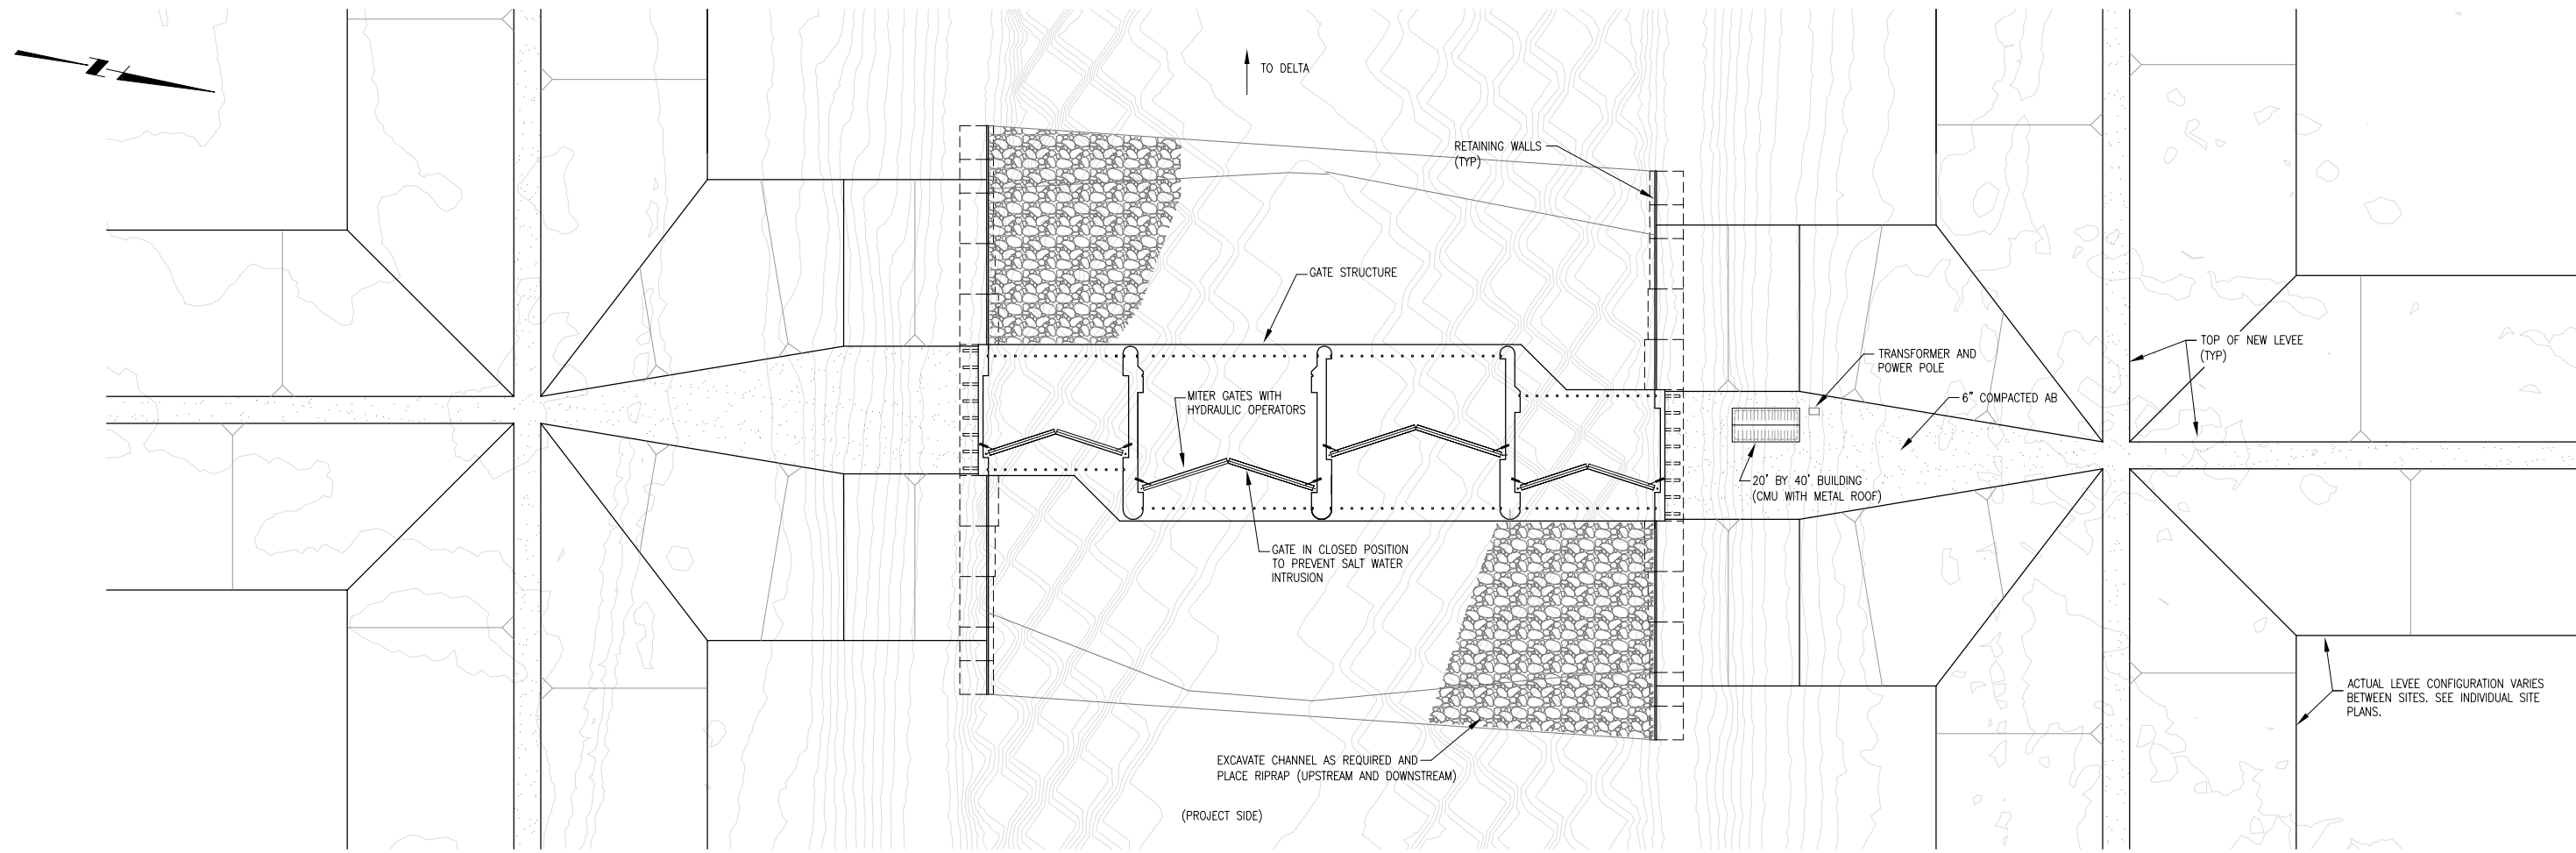 TO DELTA
RETAINING WALLS
(TYP)
GATE STRUCTURE
TOP OF NEW LEVEE
(TYP)
TRANSFORMER AND
POWER POLE
MITER GATES WITH
HYDRAULIC OPERATORS
6" COMPACTED AB
20' BY 40' BUILDING
(CMU WITH METAL ROOF)
GATE IN CLOSED POSITION
TO PREVENT SALT WATER
INTRUSION
ACTUAL LEVEE CONFIGURATION VARIES
BETWEEN SITES. SEE INDIVIDUAL SITE
PLANS.
EXCAVATE CHANNEL AS REQUIRED AND
PLACE RIPRAP (UPSTREAM AND DOWNSTREAM)
(PROJECT SIDE)